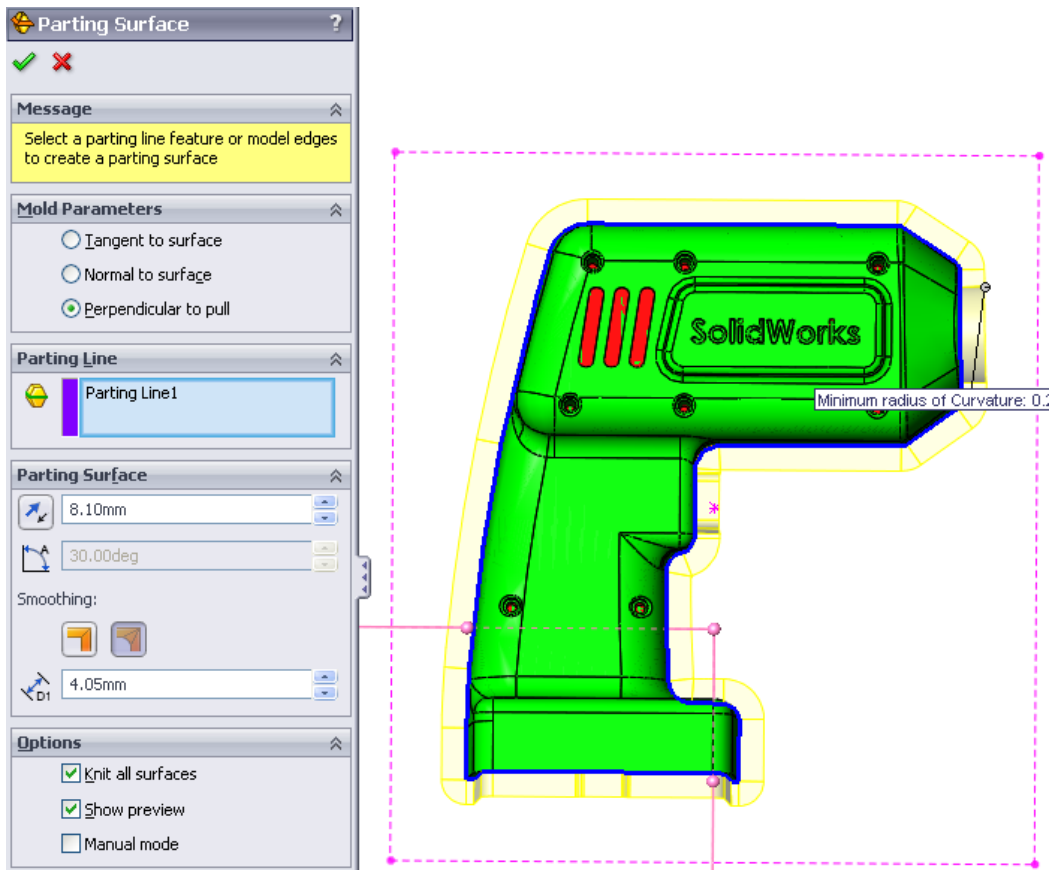 Parting Surface ?
Message
Select a parting line feature or model edges
to create a parting surface
Mold Parameters
Tangent to surface
Normal to surface
Perpendicular to pull
Parting Line
Parting Line1
Parting Surface
8.10mm
A
30.00deg
Smoothing:
D1
4.05mm
Options
Knit all surfaces
Show preview
Manual mode
SolidWorks
Minimum radius of Curvature: 0.2